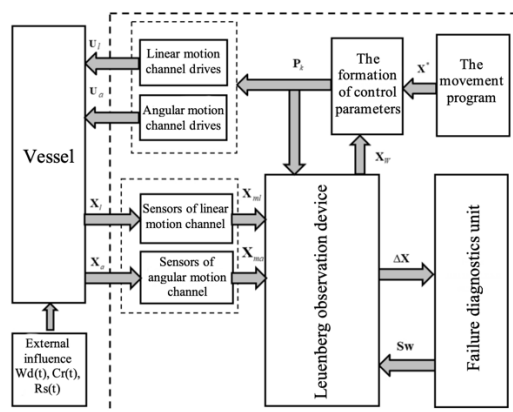 U_l
Linear motion
channel drives
U_a
Angular motion
channel drives
P_k
The
formation
of control
parameters
X*
The
movement
program
Vessel
X_W
X_l
Sensors of linear
motion channel
X_ml
X_a
Sensors of
angular motion
channel
X_ma
Leuenberg observation device
ΔX
Sw
Failure diagnostics unit
External
influence
Wd(t), Cr(t),
Rs(t)